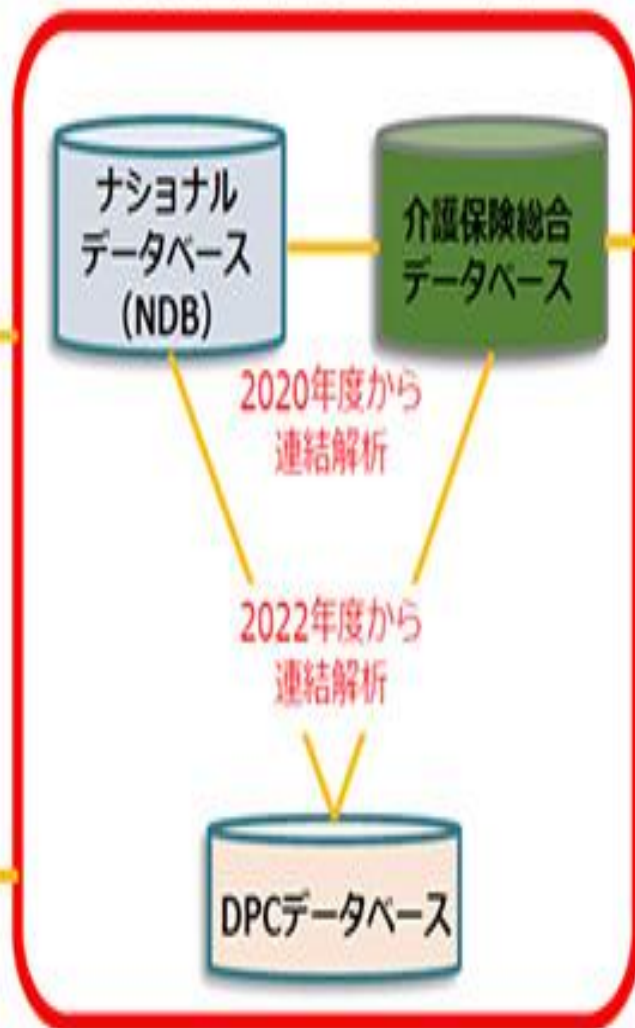 ナショナル
データベース
(NDB)
介護保険総合
データベース
2020年度から
連結解析
2022年度から
連結解析
DPCデータベース